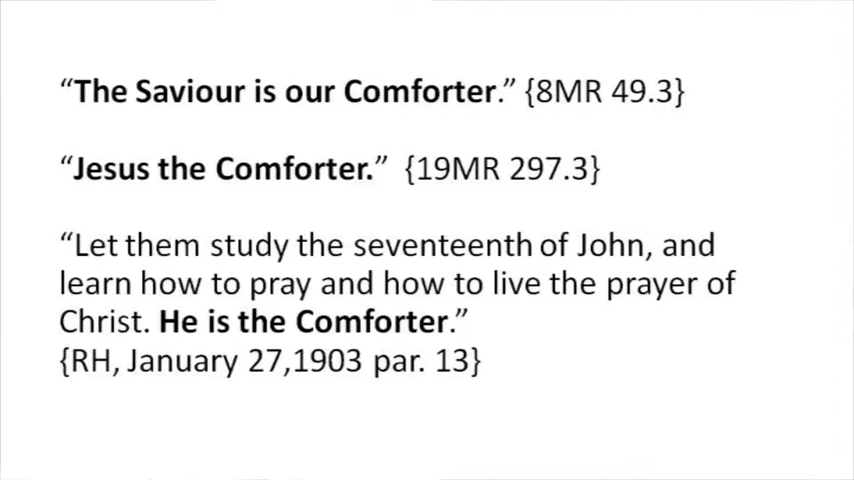 “The Saviour is our Comforter.” {8MR 49.3}
“Jesus the Comforter.” {19MR 297.3}
“Let them study the seventeenth of John, and
learn how to pray and how to live the prayer of
Christ. He is the Comforter.”
{RH, January 27,1903 par. 13}